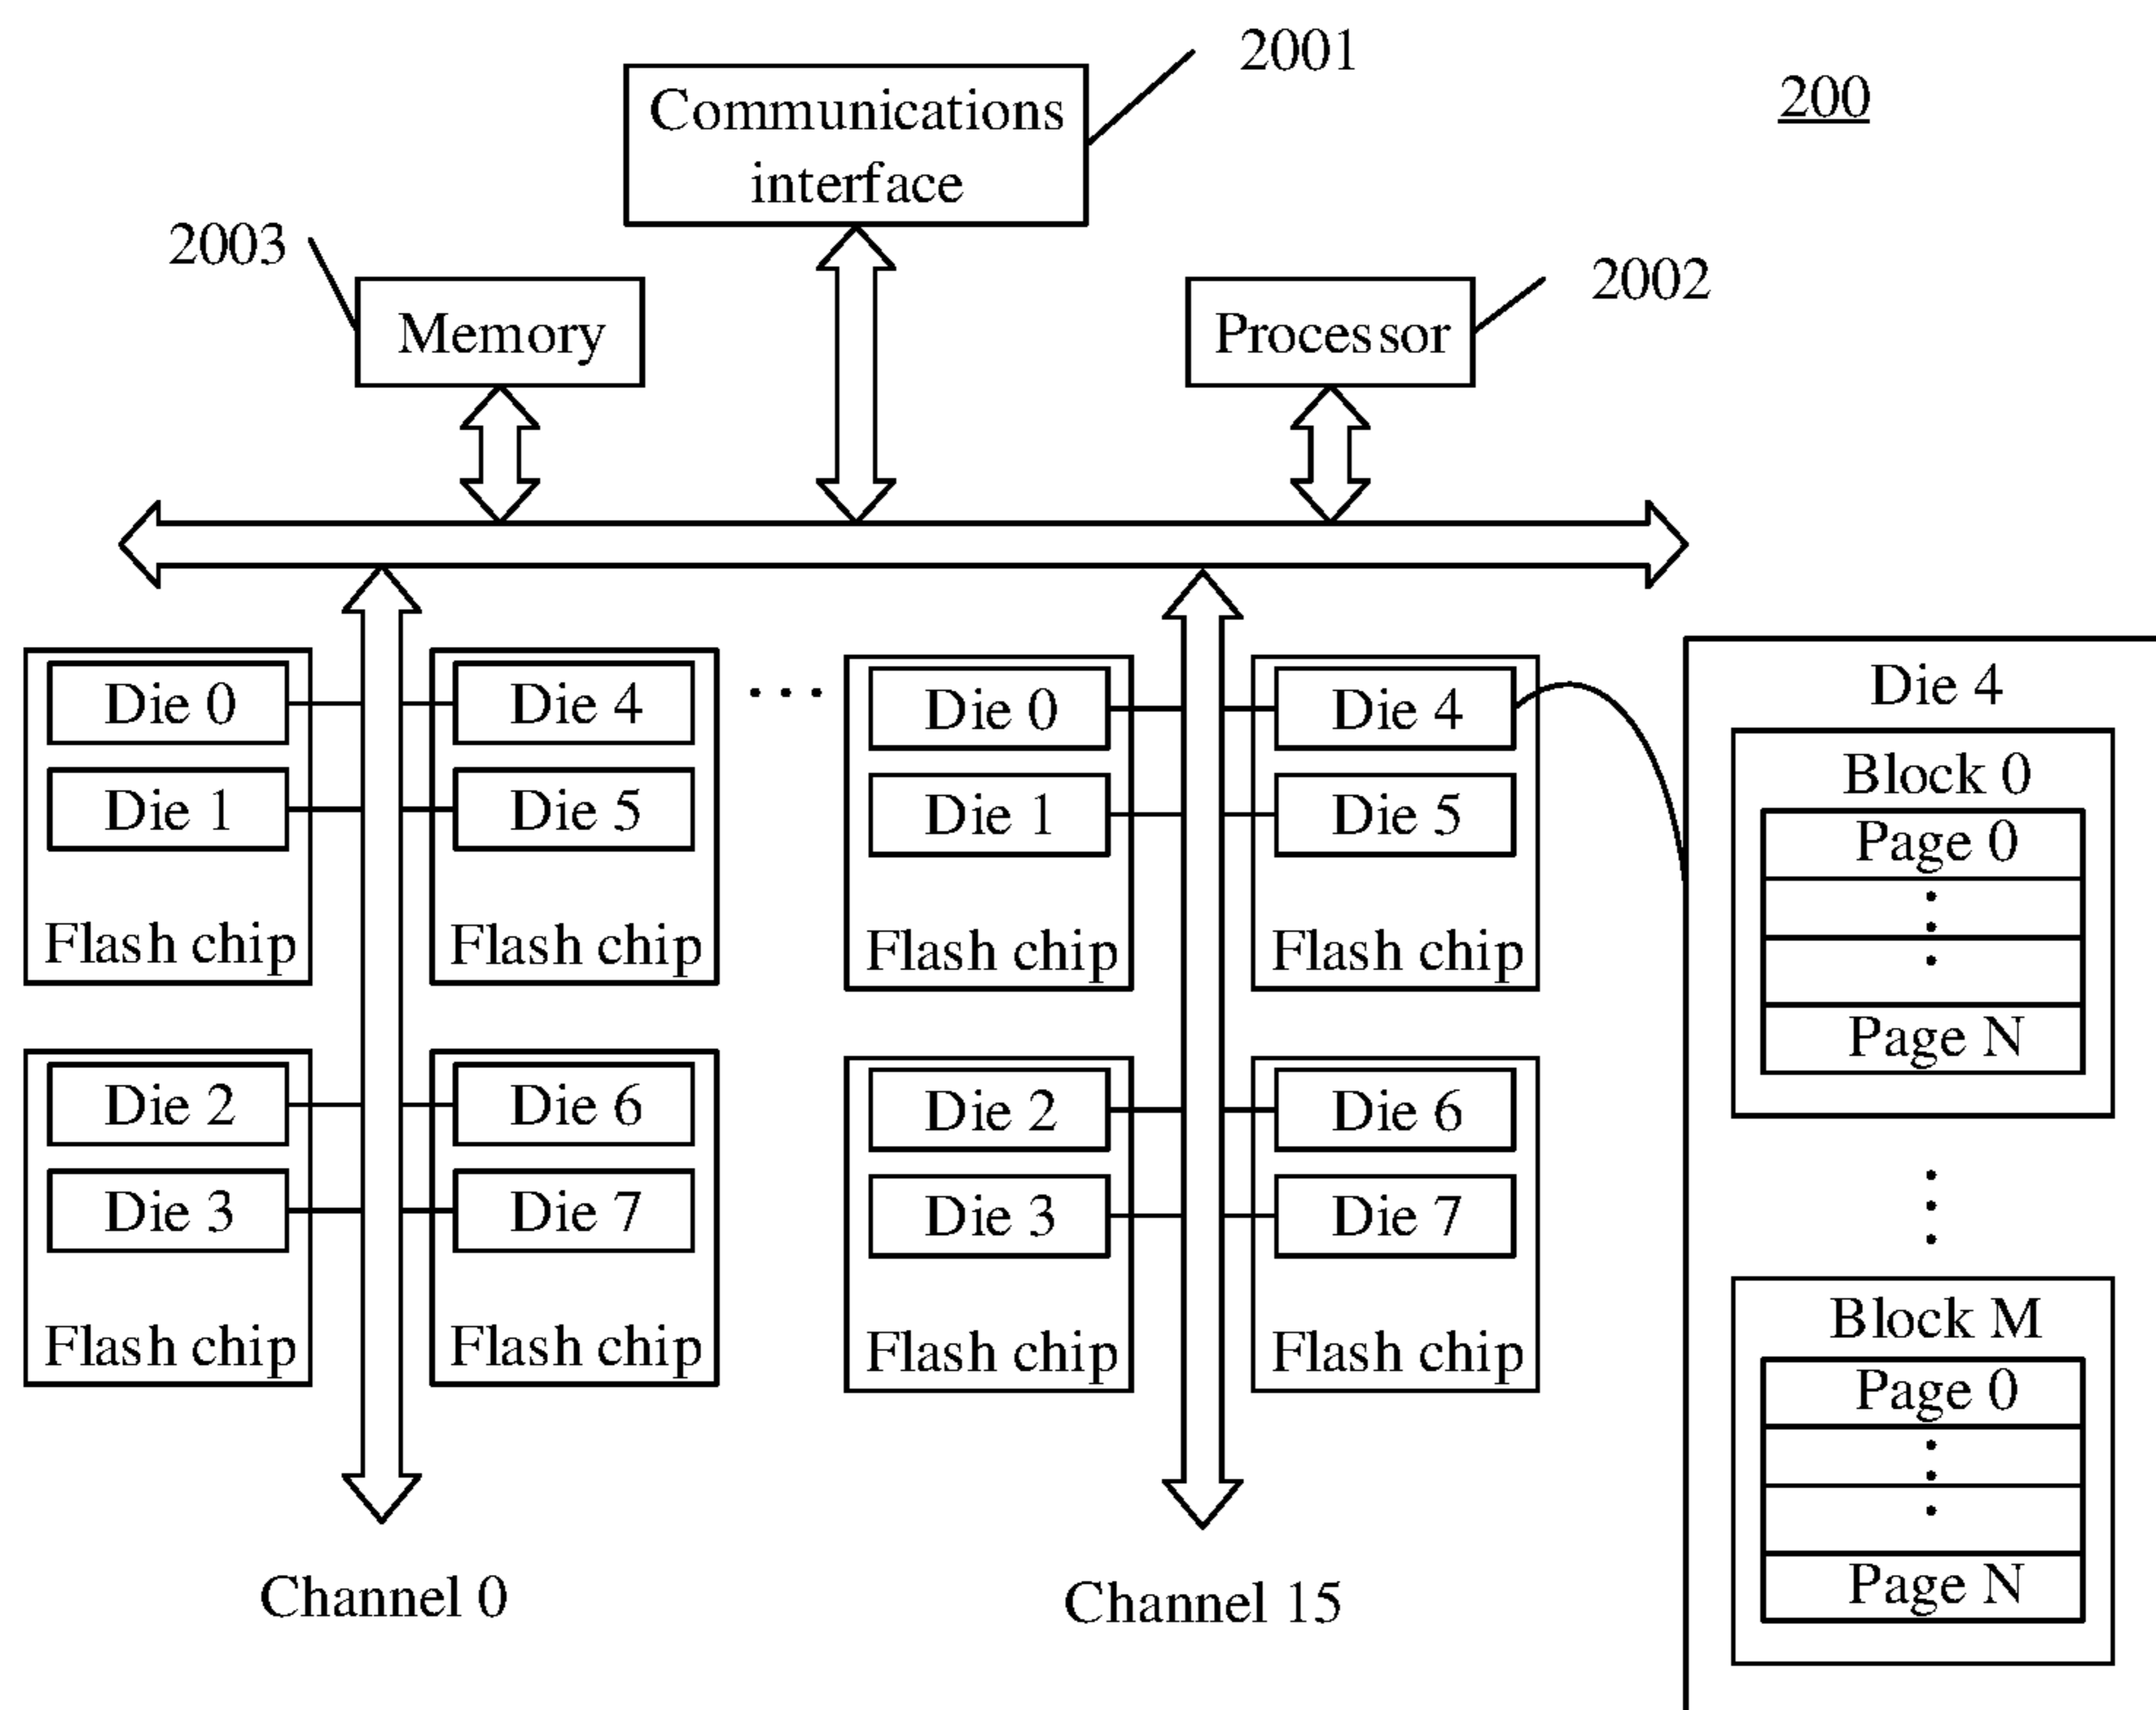 2001
200
Communications
interface
2003
2002
Memory
Processor
Die 0
Die 1
Flash chip
Die 4
Die 5
Flash chip
Die 2
Die 3
Flash chip
Die 6
Die 7
Flash chip
Channel 0
...
Die 0
Die 1
Flash chip
Die 4
Die 5
Flash chip
Die 2
Die 3
Flash chip
Die 6
Die 7
Flash chip
Channel 15
Die 4
Block 0
Page 0
Page N
Block M
Page 0
Page N